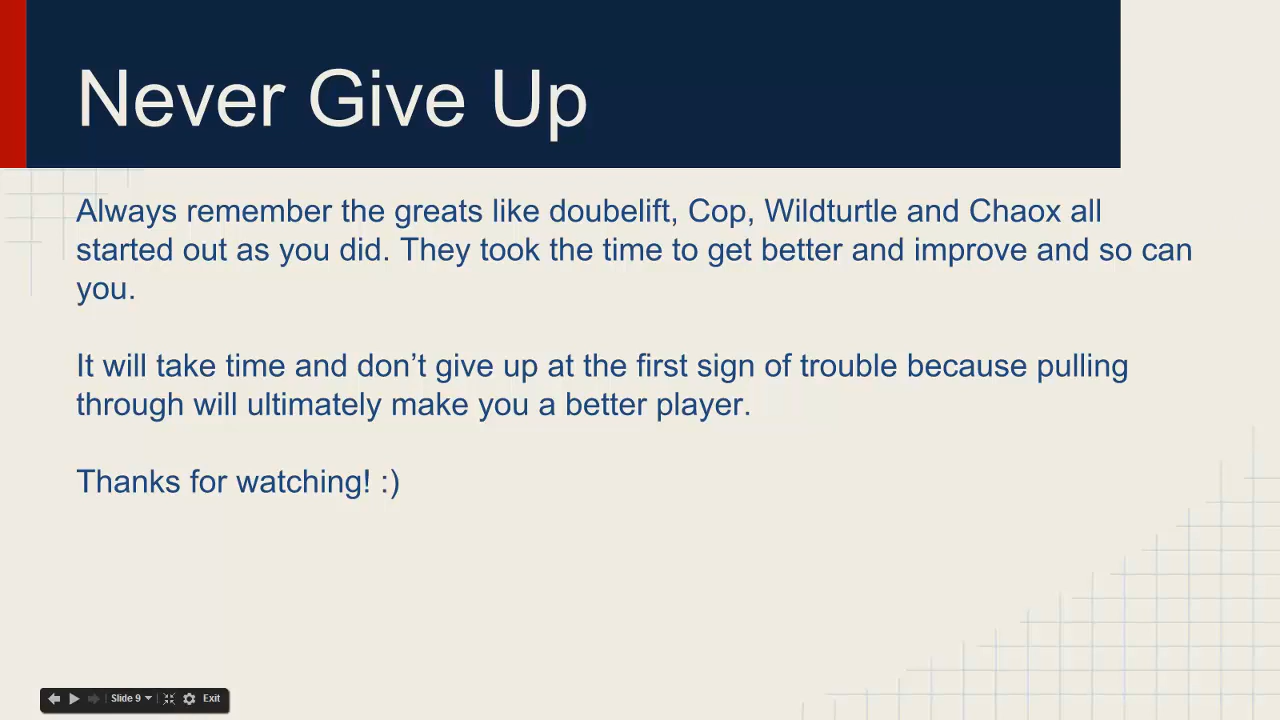 Never Give Up
Always remember the greats like doubelift, Cop, Wildturtle and Chaox all
started out as you did. They took the time to get better and improve and so can
you.
It will take time and don’t give up at the first sign of trouble because pulling
through will ultimately make you a better player.
Thanks for watching! :)
Slide 9 Exit